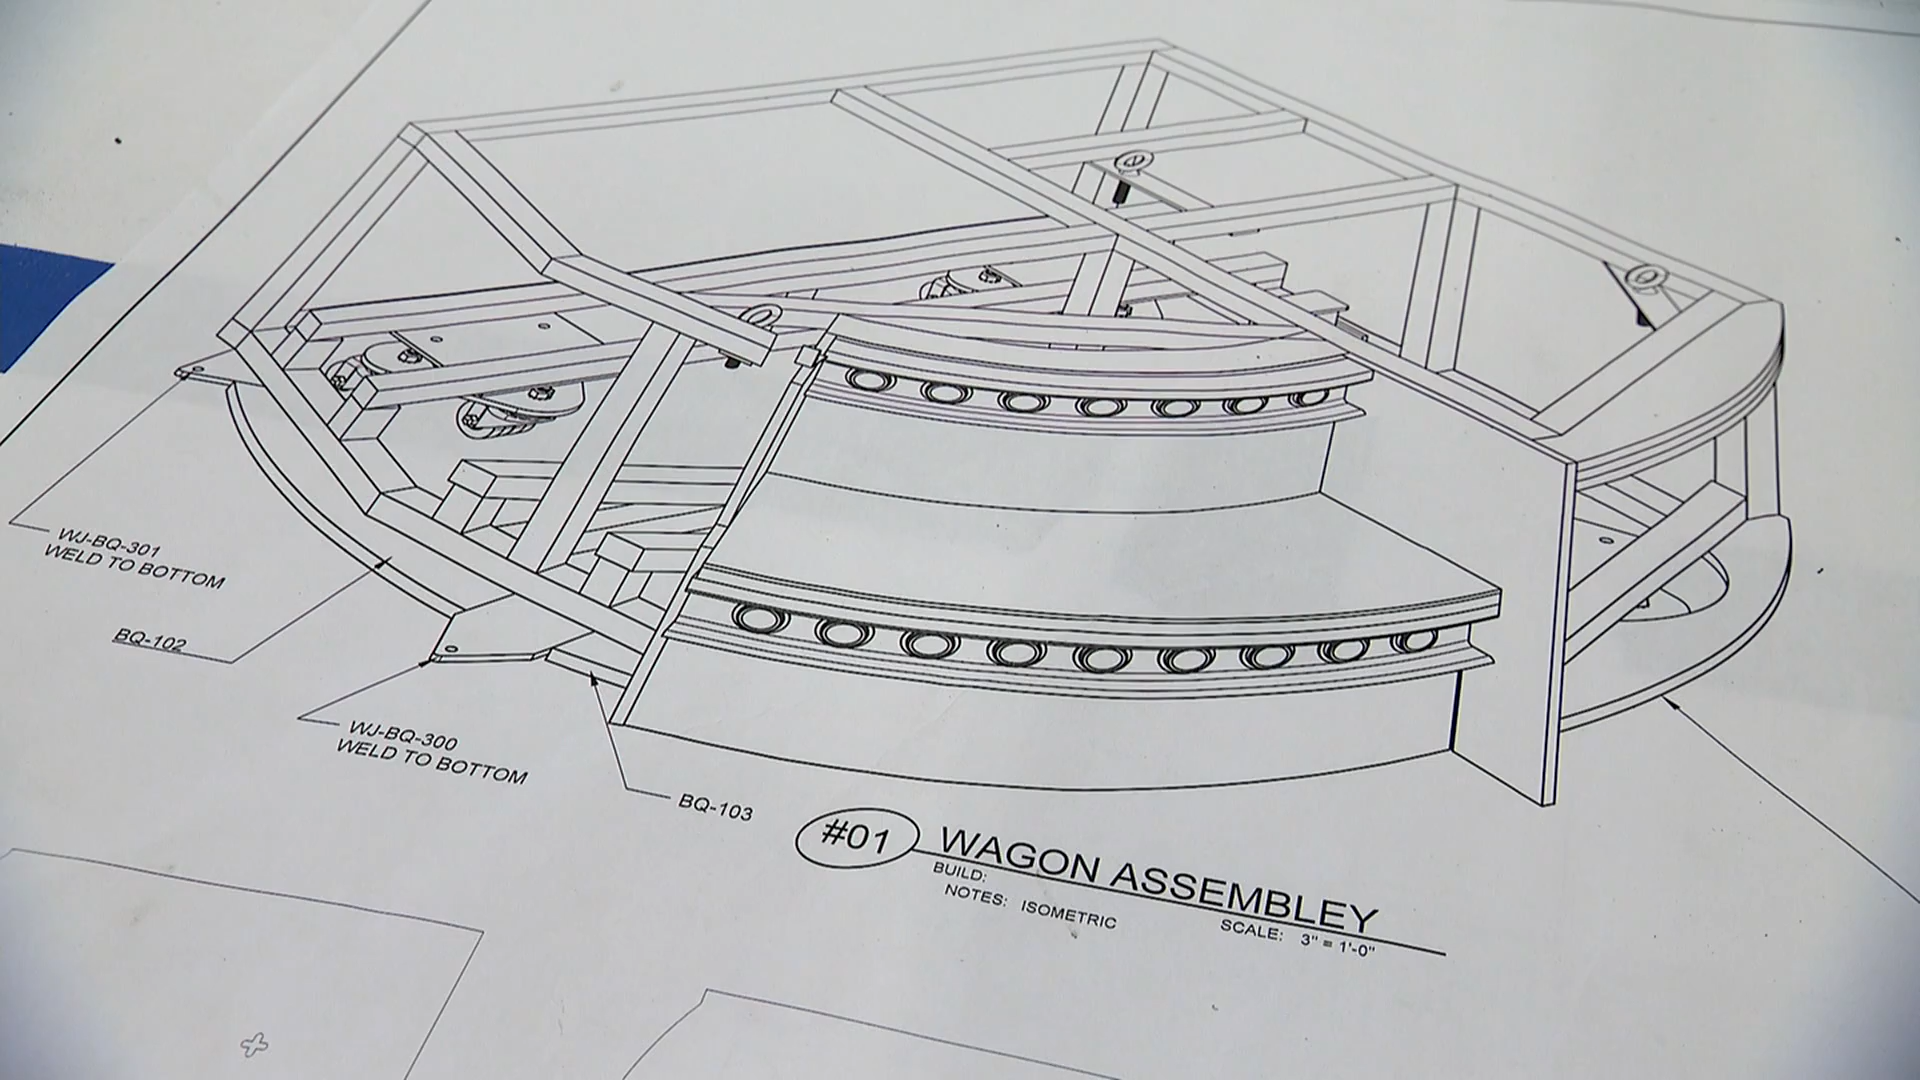 WJ-BQ-301
WELD TO BOTTOM
BQ-102
WJ-BQ-300
WELD TO BOTTOM
BQ-103
#01
WAGON ASSEMBLEY
BUILD:
NOTES: ISOMETRIC
SCALE: 3" = 1'-0"